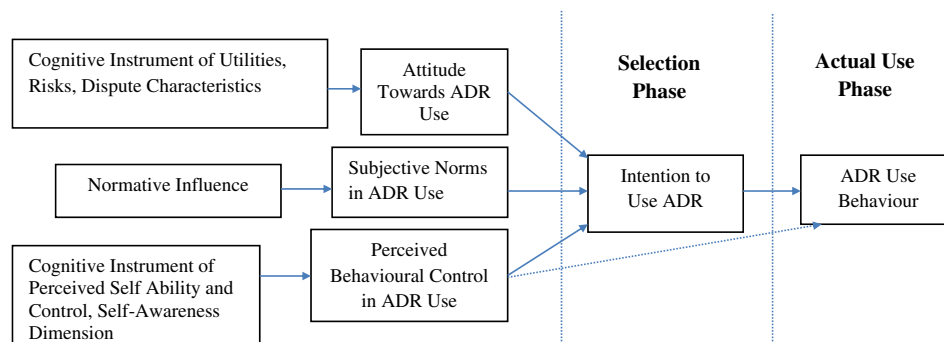 Cognitive Instrument of Utilities,
Risks, Dispute Characteristics
Attitude
Towards ADR
Use
Selection
Phase
Actual Use
Phase
Normative Influence
Subjective Norms
in ADR Use
Intention to
Use ADR
ADR Use
Behaviour
Cognitive Instrument of
Perceived Self Ability and
Control, Self-Awareness
Dimension
Perceived
Behavioural Control
in ADR Use